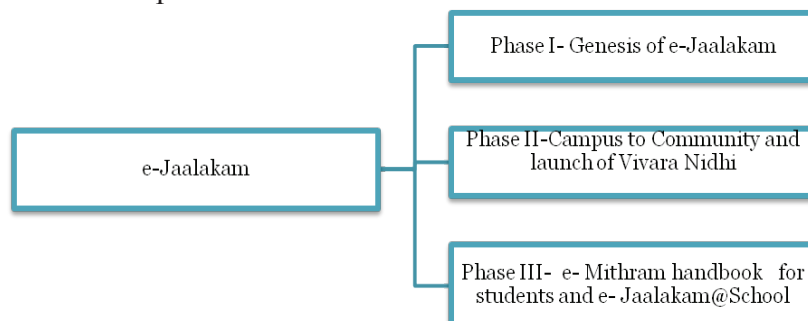 Phase I- Genesis of e-Jaalakam
e-Jaalakam
Phase II-Campus to Community and
launch of Vivara Nidhi
Phase III- e- Mithram handbook for
students and e- Jaalakam@School